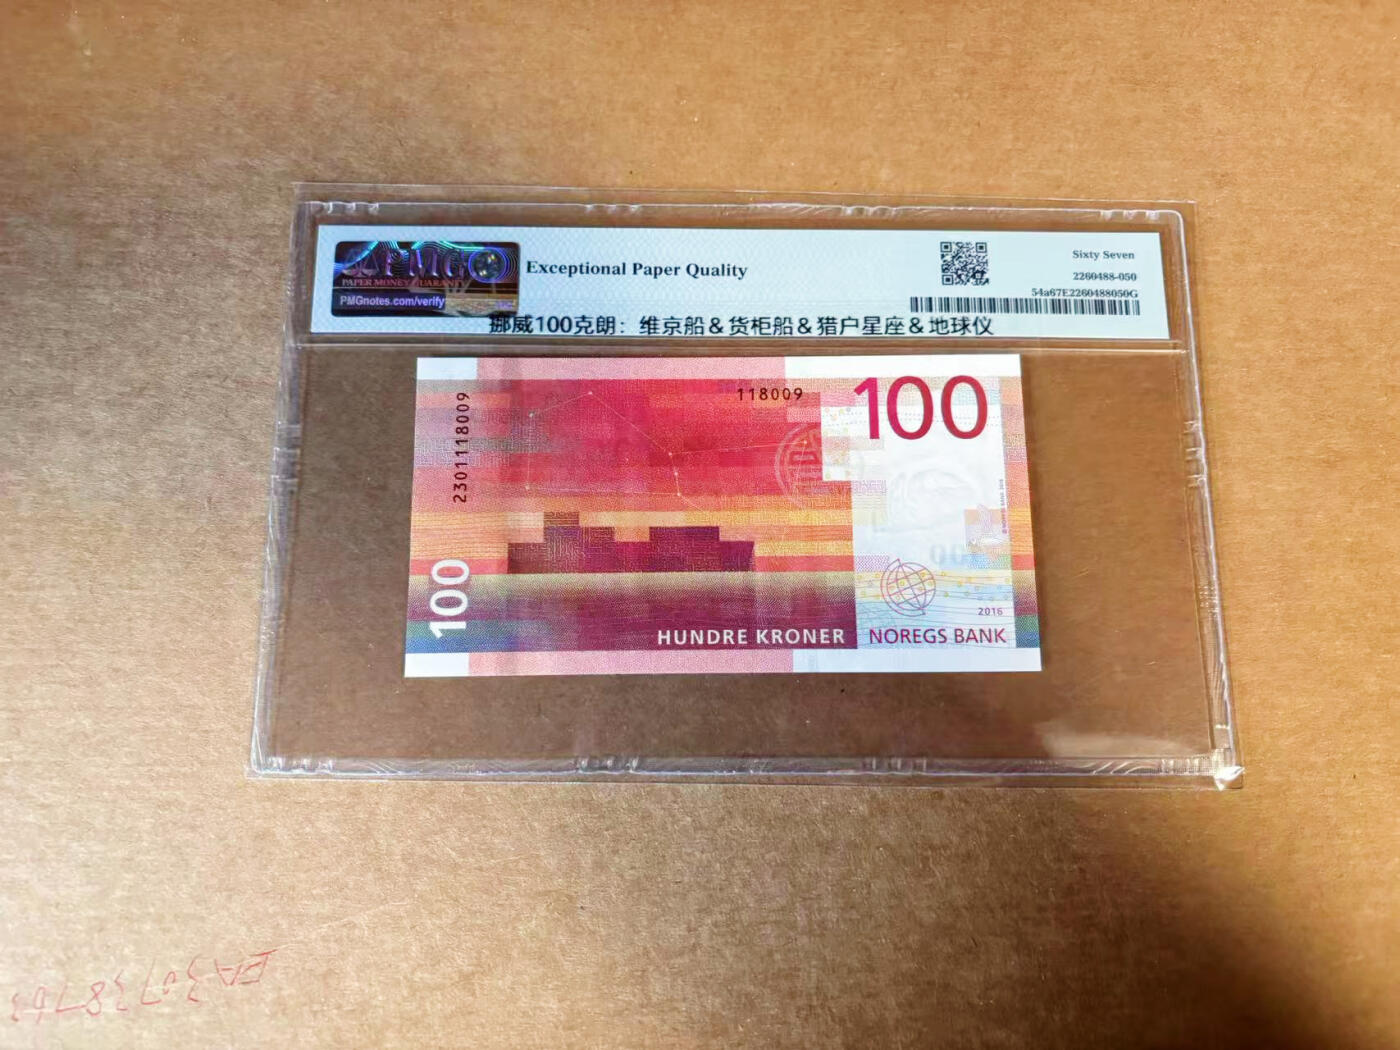 PMG
PAPER MONEY GUARANTY
PMGnotes.com/verify
Exceptional Paper Quality
Sixty Seven
2260488-050
54a67E2260488050G
挪威100克朗：维京船＆货柜船＆猎户星座＆地球仪
2301118009
118009
100
100
2016
HUNDRE KRONER
NOREGS BANK